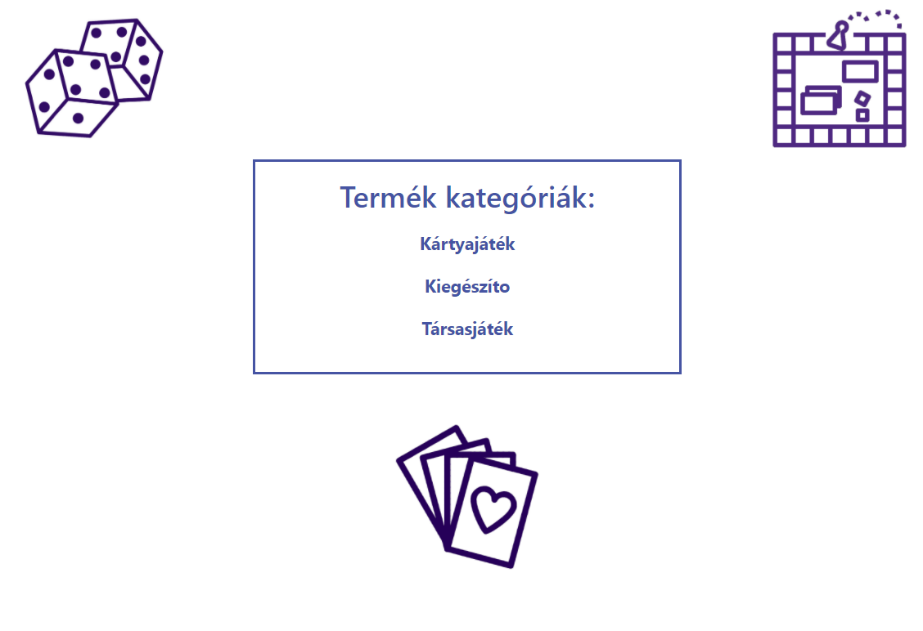 Termék kategóriák:
Kártyajáték
Kiegészíto
Társasjáték